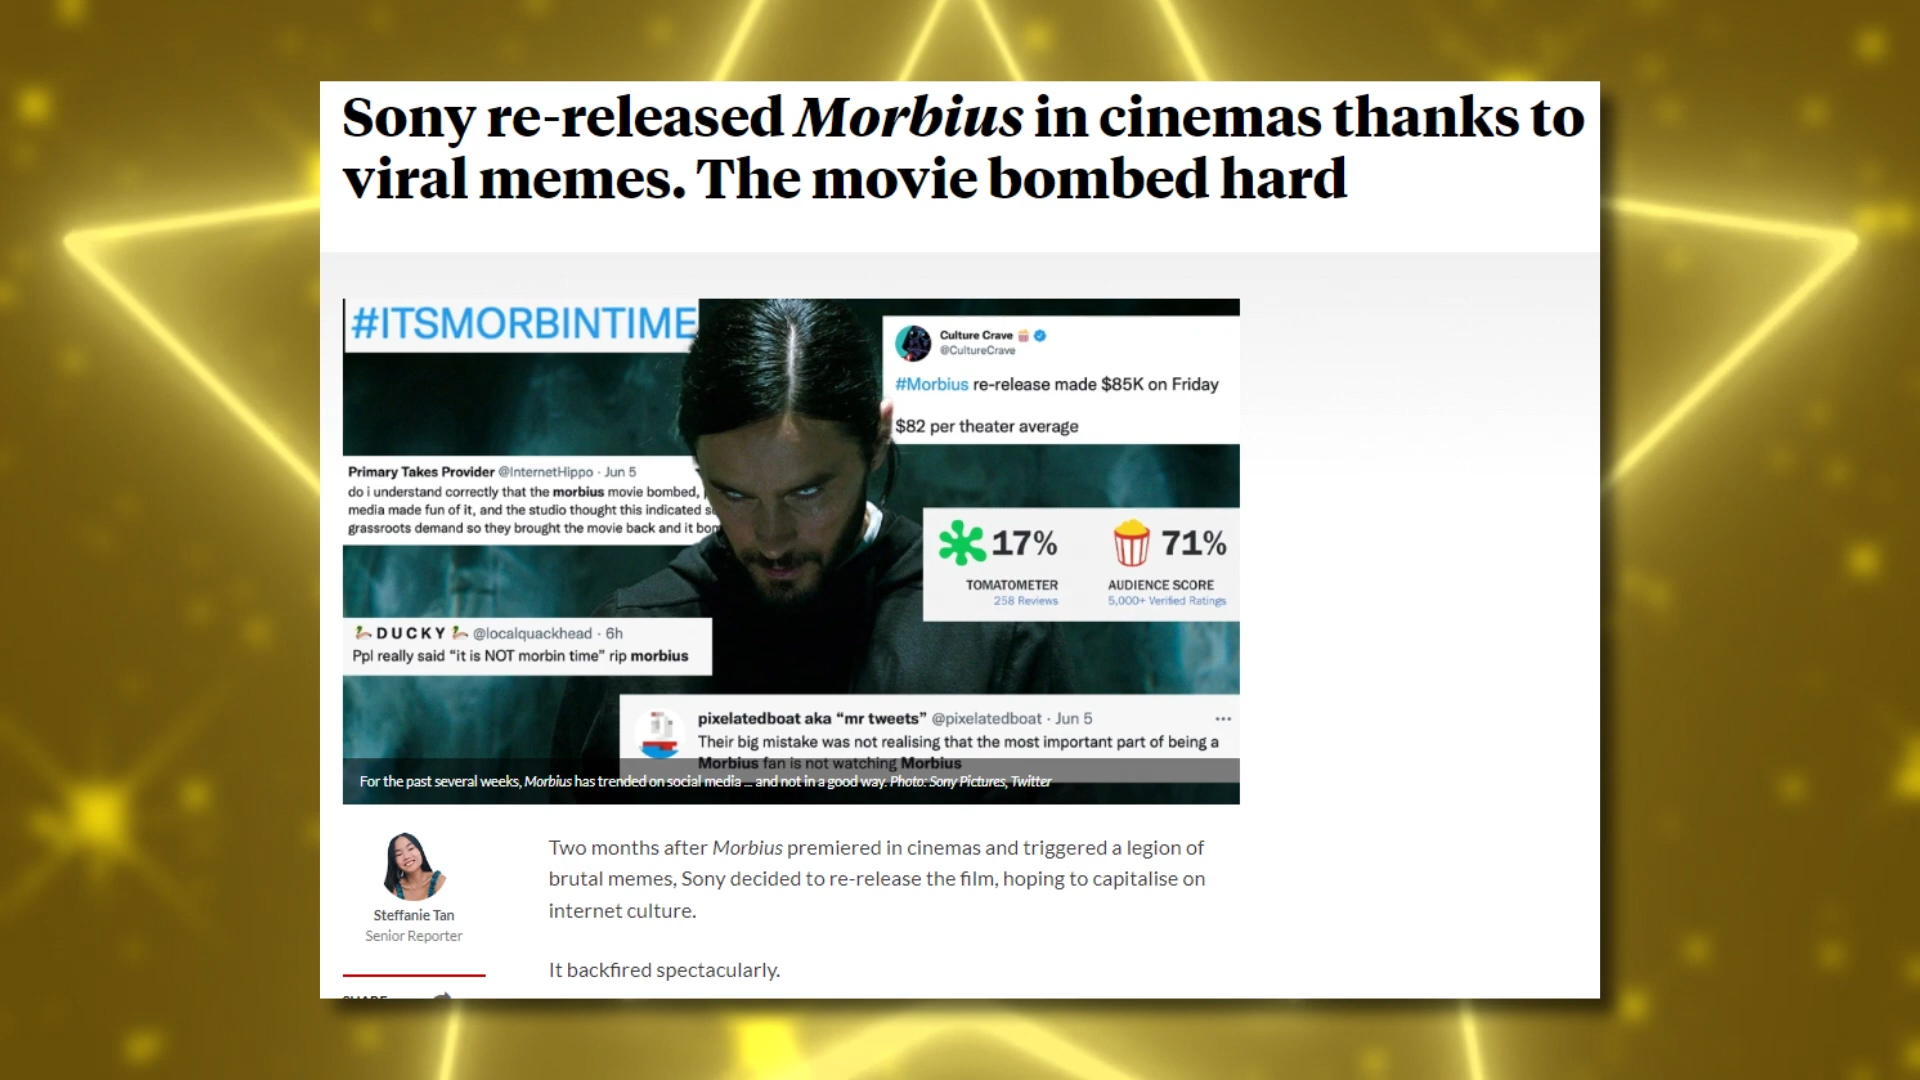 Sony re-released Morbius in cinemas thanks to
viral memes. The movie bombed hard
#ITSMORBINTIME
Culture Crave
@CultureCrave
#Morbius re-release made $85K on Friday
$82 per theater average
Primary Takes Provider @InternetHippo · Jun 5
do i understand correctly that the morbius movie bombed,
media made fun of it, and the studio thought this indicated
grassroots demand so they brought the movie back and it
17%
71%
TOMATOMETER
AUDIENCE SCORE
258 Reviews
5,000+ Verified Ratings
DUCKY @localquackhead · 6h
Ppl really said “it is NOT morbin time” rip morbius
pixelatedboat aka “mr tweets” @pixelatedboat · Jun 5
Their big mistake was not realising that the most important part of being a
Morbius fan is not watching Morbius
For the past several weeks, Morbius has trended on social media ... and not in a good way. Photo: Sony Pictures, Twitter
Steffanie Tan
Senior Reporter
Two months after Morbius premiered in cinemas and triggered a legion of
brutal memes, Sony decided to re-release the film, hoping to capitalise on
internet culture.
It backfired spectacularly.